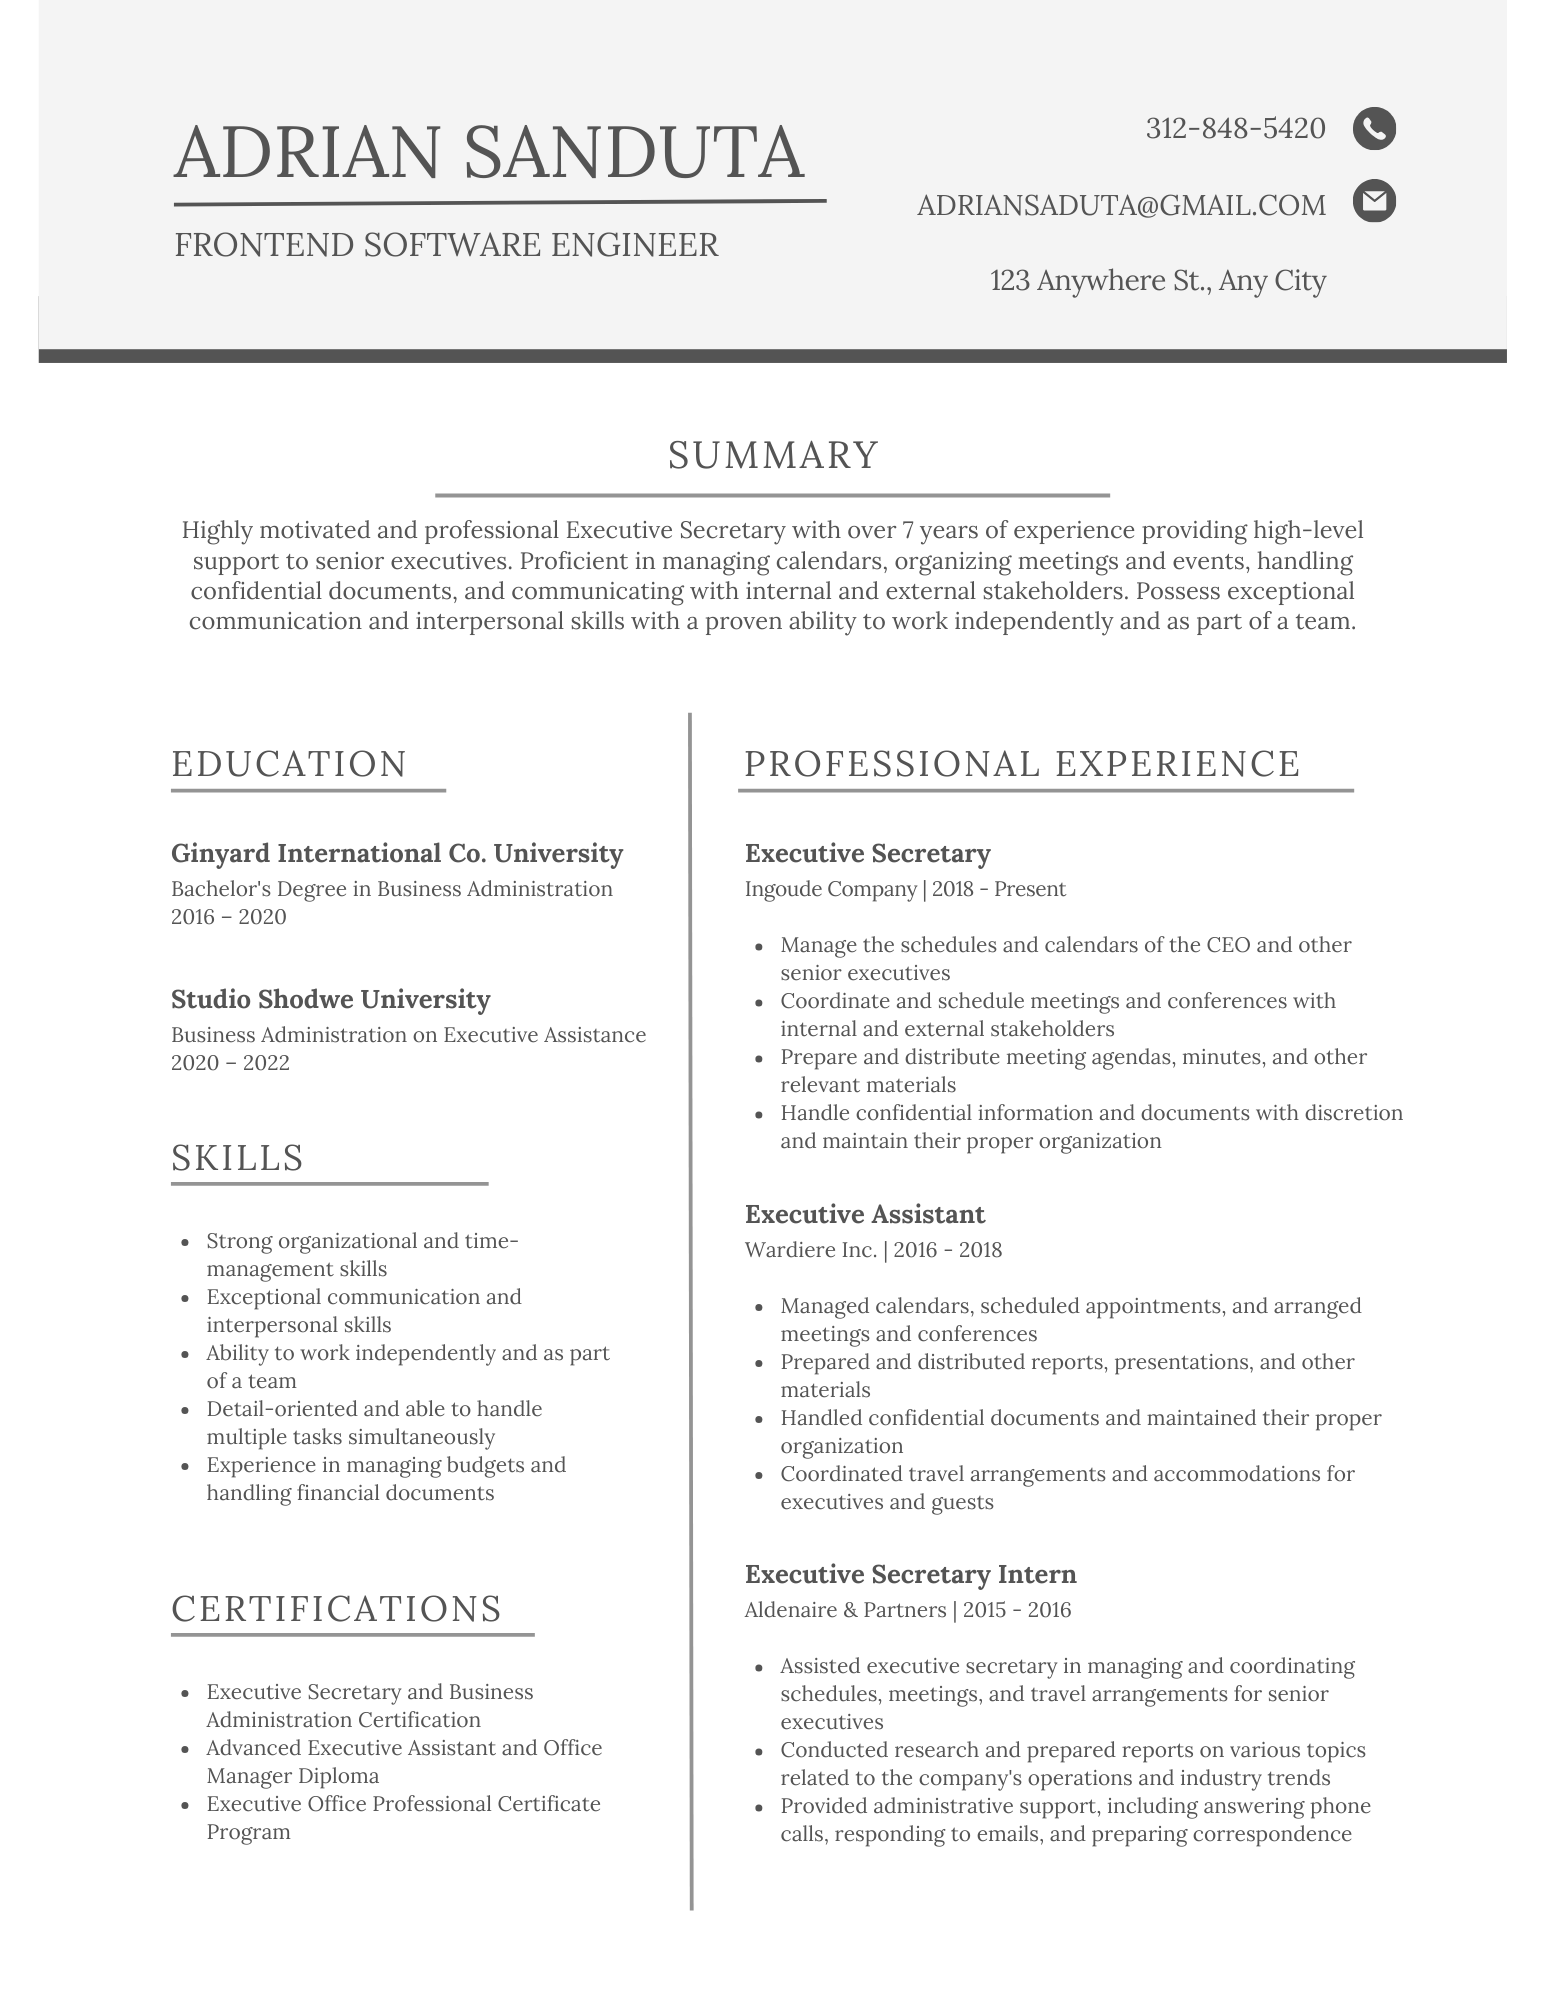 ADRIAN SANDUTA
FRONTEND SOFTWARE ENGINEER
312-848-5420
ADRIANSADUTA@GMAIL.COM
123 Anywhere St., Any City
SUMMARY
Highly motivated and professional Executive Secretary with over 7 years of experience providing high-level
support to senior executives. Proficient in managing calendars, organizing meetings and events, handling
confidential documents, and communicating with internal and external stakeholders. Possess exceptional
communication and interpersonal skills with a proven ability to work independently and as part of a team.
EDUCATION
Ginyard International Co. University
Bachelor's Degree in Business Administration
2016 – 2020
Studio Shodwe University
Business Administration on Executive Assistance
2020 – 2022
SKILLS
• Strong organizational and time-
management skills
• Exceptional communication and
interpersonal skills
• Ability to work independently and as part
of a team
• Detail-oriented and able to handle
multiple tasks simultaneously
• Experience in managing budgets and
handling financial documents
CERTIFICATIONS
• Executive Secretary and Business
Administration Certification
• Advanced Executive Assistant and Office
Manager Diploma
• Executive Office Professional Certificate
Program
PROFESSIONAL EXPERIENCE
Executive Secretary
Ingoude Company | 2018 - Present
• Manage the schedules and calendars of the CEO and other
senior executives
• Coordinate and schedule meetings and conferences with
internal and external stakeholders
• Prepare and distribute meeting agendas, minutes, and other
relevant materials
• Handle confidential information and documents with discretion
and maintain their proper organization
Executive Assistant
Wardiere Inc. | 2016 - 2018
• Managed calendars, scheduled appointments, and arranged
meetings and conferences
• Prepared and distributed reports, presentations, and other
materials
• Handled confidential documents and maintained their proper
organization
• Coordinated travel arrangements and accommodations for
executives and guests
Executive Secretary Intern
Aldenaire & Partners | 2015 - 2016
• Assisted executive secretary in managing and coordinating
schedules, meetings, and travel arrangements for senior
executives
• Conducted research and prepared reports on various topics
related to the company's operations and industry trends
• Provided administrative support, including answering phone
calls, responding to emails, and preparing correspondence